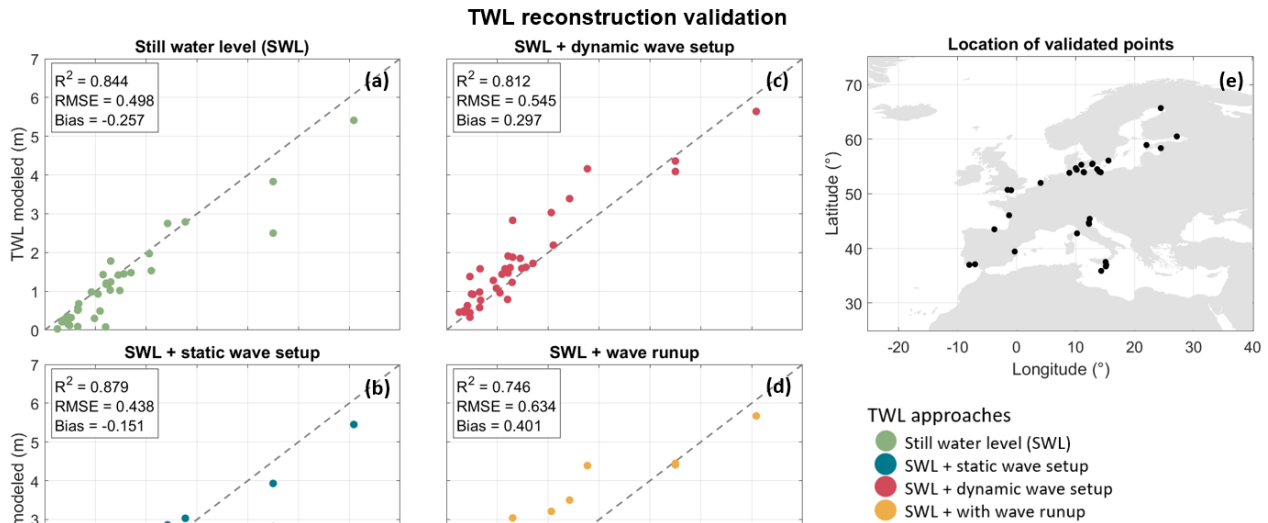 TWL reconstruction validation
Still water level (SWL)
R² = 0.844
RMSE = 0.498
Bias = -0.257
(a)
TWL modeled (m)
7
6
5
4
3
2
1
0
SWL + dynamic wave setup
R² = 0.812
RMSE = 0.545
Bias = 0.297
(c)
Location of validated points
(e)
Latitude (°)
70
60
50
40
30
-20
-10
0
10
20
30
40
Longitude (°)
SWL + static wave setup
R² = 0.879
RMSE = 0.438
Bias = -0.151
(b)
modeled (m)
7
6
5
4
3
SWL + wave runup
R² = 0.746
RMSE = 0.634
Bias = 0.401
(d)
TWL approaches
Still water level (SWL)
SWL + static wave setup
SWL + dynamic wave setup
SWL + with wave runup